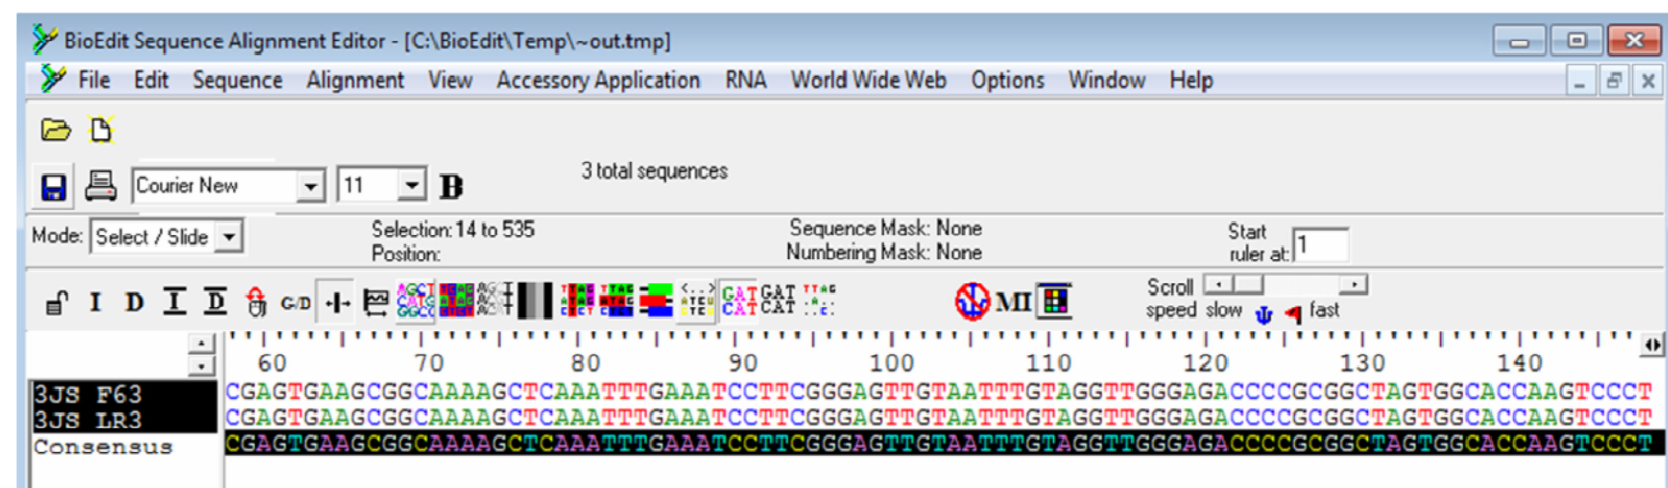 BioEdit Sequence Alignment Editor - [C:\BioEdit\Temp\~out.tmp]
File Edit Sequence Alignment View Accessory Application RNA World Wide Web Options Window Help
3 total sequences
Courier New 11 B
Mode: Select / Slide Selection: 14 to 535 Sequence Mask: None Start
Position: Numbering Mask: None ruler at: 1
I D I D G/D MI Scroll
speed slow fast
60 70 80 90 100 110 120 130 140
3JS F63 CGAGTGAAGCGGCAAAAGCTCAAATTTGAAATCCTTCGGGAGTTGTAATTTGTAGGTTGGGAGACCCCGCGGCTAGTGGCACCAAGTCCCT
3JS LR3 CGAGTGAAGCGGCAAAAGCTCAAATTTGAAATCCTTCGGGAGTTGTAATTTGTAGGTTGGGAGACCCCGCGGCTAGTGGCACCAAGTCCCT
Consensus CGAGTGAAGCGGCAAAAGCTCAAATTTGAAATCCTTCGGGAGTTGTAATTTGTAGGTTGGGAGACCCCGCGGCTAGTGGCACCAAGTCCCT